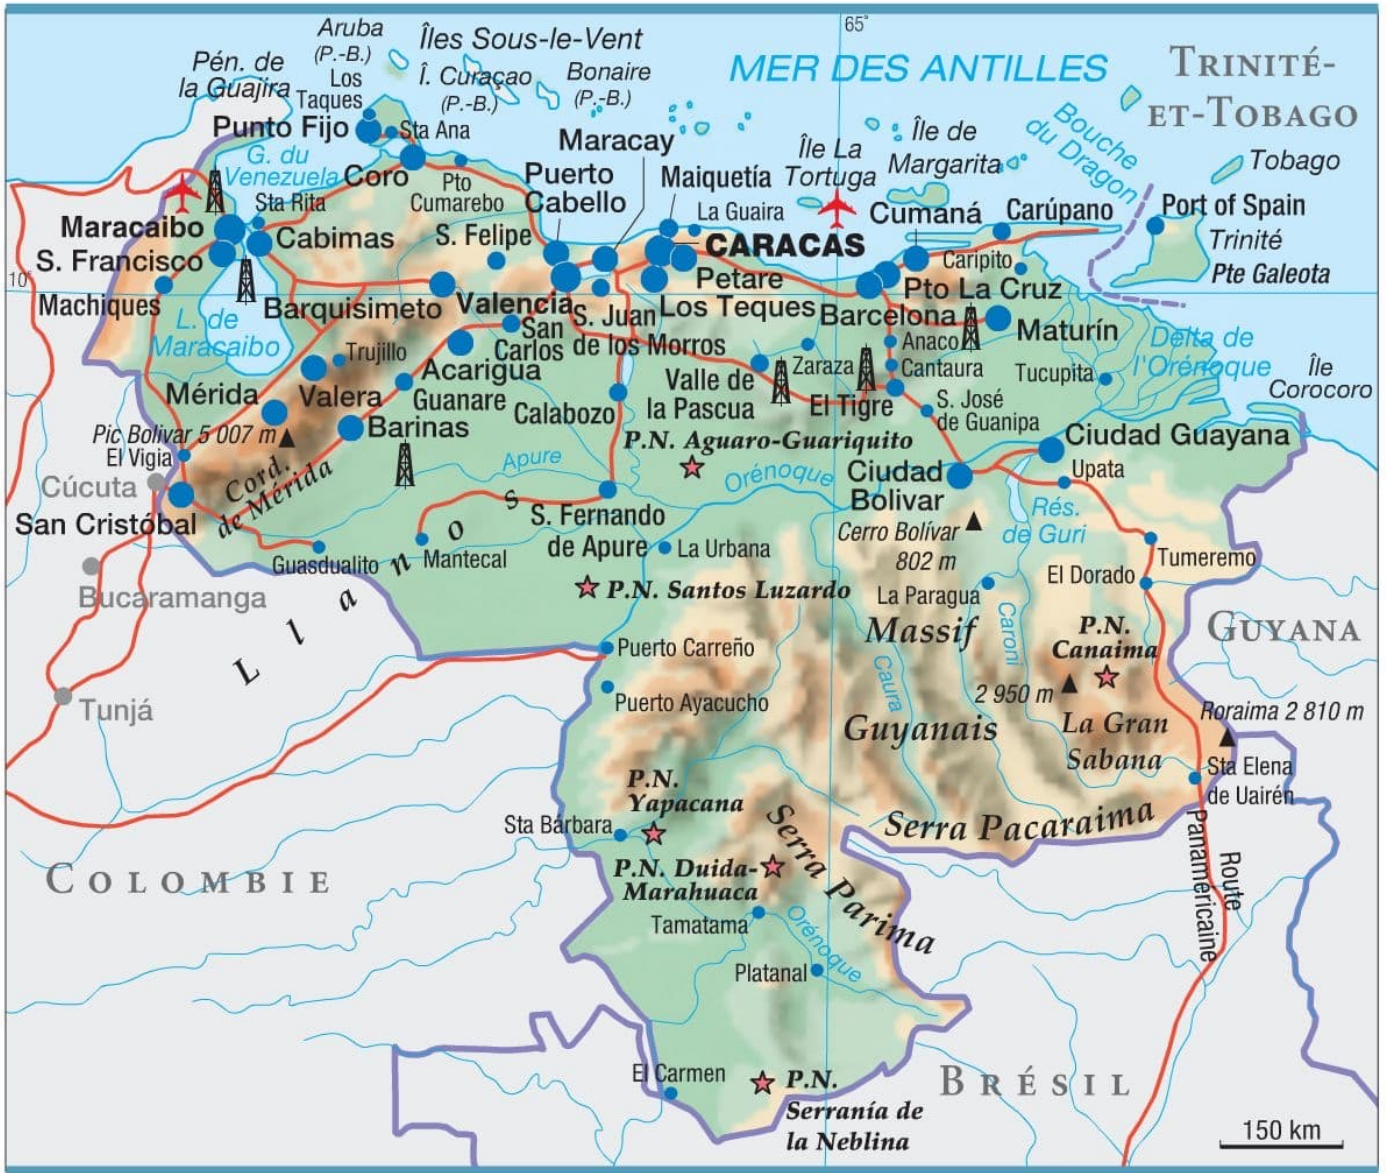 65°
Aruba
(P.-B.)
Îles Sous-le-Vent
Pén. de
la Guajira
Los
Taques
Î. Curaçao
(P.-B.)
Bonaire
(P.-B.)
MER DES ANTILLES
TRINITÉ-
ET-TOBAGO
Punto Fijo
Sta Ana
Maracay
Île La
Tortuga
Île de
Margarita
Bouche
du Dragon
Tobago
G. du
Venezuela
Coro
Pto
Cumarebo
Puerto
Cabello
Maiquetía
La Guaira
Cumaná
Carúpano
Port of Spain
Trinité
Pte Galeota
Sta Rita
Maracaibo
Cabimas
S. Felipe
CARACAS
S. Francisco
Petare
Caripito
10°
Machiques
Barquisimeto
Valencia
S. Juan
de los Morros
Los Teques
Barcelona
Pto La Cruz
Maturín
L. de
Maracaibo
Trujillo
San
Carlos
Anaco
Delta de
l'Orénoque
Île
Corocoro
Acarigua
Zaraza
Cantaura
Tucupita
Mérida
Valera
Guanare
Calabozo
Valle de
la Pascua
El Tigre
S. José
de Guanipa
Barinas
Pic Bolivar 5 007 m
El Vigia
P.N. Aguaro-Guariquito
Ciudad Guayana
Cúcuta
Cord.
de Mérida
Apure
Orénoque
Ciudad
Bolivar
Upata
San Cristóbal
S. Fernando
de Apure
Cerro Bolívar
802 m
Rés.
de Guri
Guasdualito
Mantecal
La Urbana
Tumeremo
Bucaramanga
Llanos
P.N. Santos Luzardo
La Paragua
El Dorado
Massif
Guyanais
Caroni
P.N.
Canaima
GUYANA
Puerto Carreño
Caura
2 950 m
Tunjá
Puerto Ayacucho
La Gran
Sabana
Roraima 2 810 m
Sta Elena
de Uairén
P.N.
Yapacana
Serra Pacaraima
Sta Bárbara
Serra Parima
Route
Panaméricaine
COLOMBIE
P.N. Duida-
Marahuaca
Tamatama
Orénoque
Platanal
El Carmen
P.N.
Serranía de
la Neblina
BRÉSIL
150 km